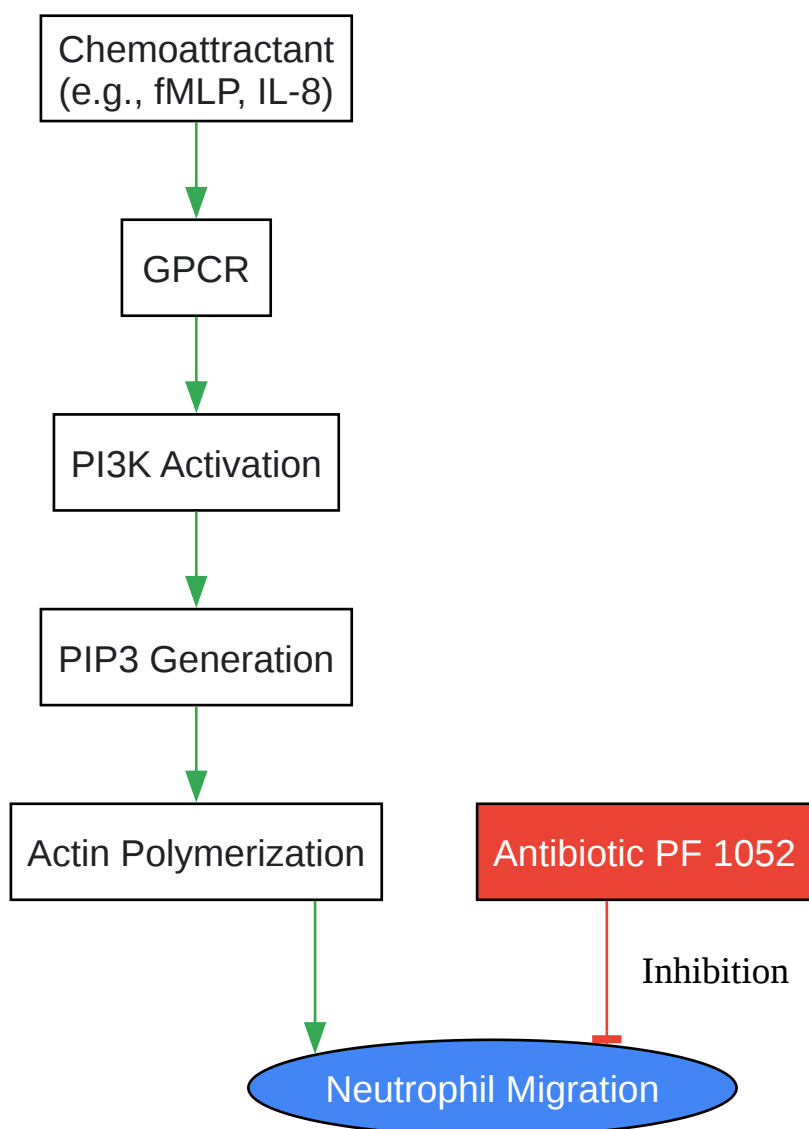 Chemoattractant
(e.g., fMLP, IL-8)
GPCR
PI3K Activation
PIP3 Generation
Actin Polymerization
Antibiotic PF 1052
Inhibition
Neutrophil Migration